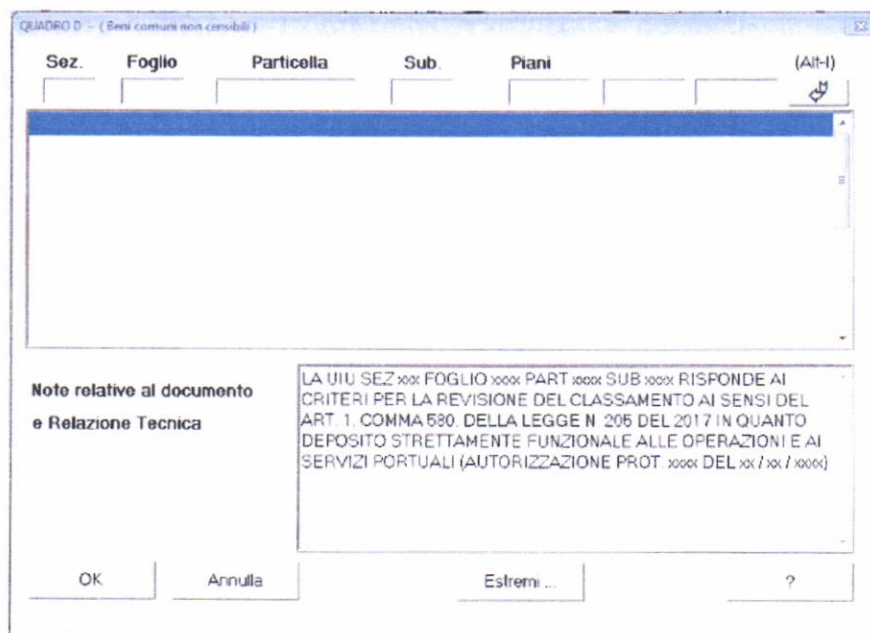 QUADRO D - ( Beni comuni non censibili )
Sez. Foglio Particella Sub. Piani (Alt-I)
Note relative al documento
e Relazione Tecnica
LA UIU SEZ xxx FOGLIO xxxx PART xxxx SUB xxxx RISPONDE AI
CRITERI PER LA REVISIONE DEL CLASSAMENTO AI SENSI DEL
ART. 1, COMMA 580, DELLA LEGGE N. 205 DEL 2017 IN QUANTO
DEPOSITO STRETTAMENTE FUNZIONALE ALLE OPERAZIONI E AI
SERVIZI PORTUALI (AUTORIZZAZIONE PROT. xxxx DEL xx / xx / xxxx)
OK Annulla Estremi ... ?